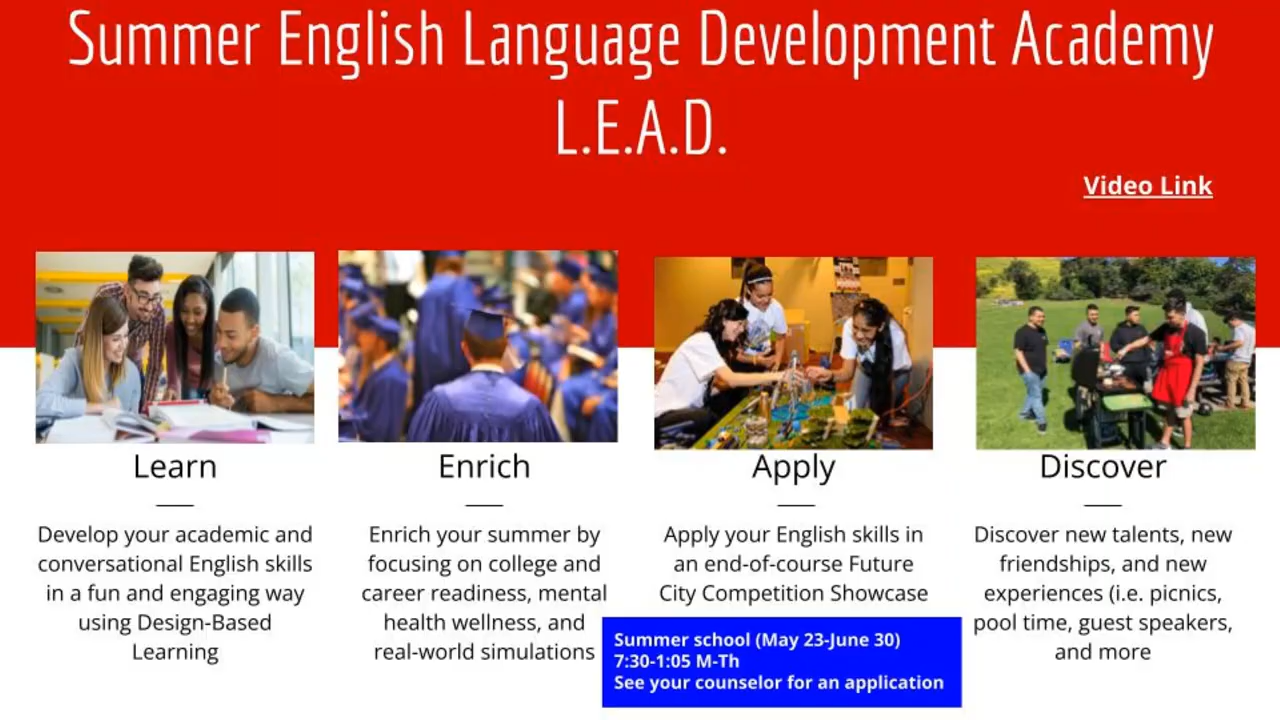 Summer English Language Development Academy
L.E.A.D.
Video Link
Learn
Develop your academic and
conversational English skills
in a fun and engaging way
using Design-Based
Learning
Enrich
Enrich your summer by
focusing on college and
career readiness, mental
health wellness, and
real-world simulations
Apply
Apply your English skills in
an end-of-course Future
City Competition Showcase
Discover
Discover new talents, new
friendships, and new
experiences (i.e. picnics,
pool time, guest speakers,
and more
Summer school (May 23-June 30)
7:30-1:05 M-Th
See your counselor for an application